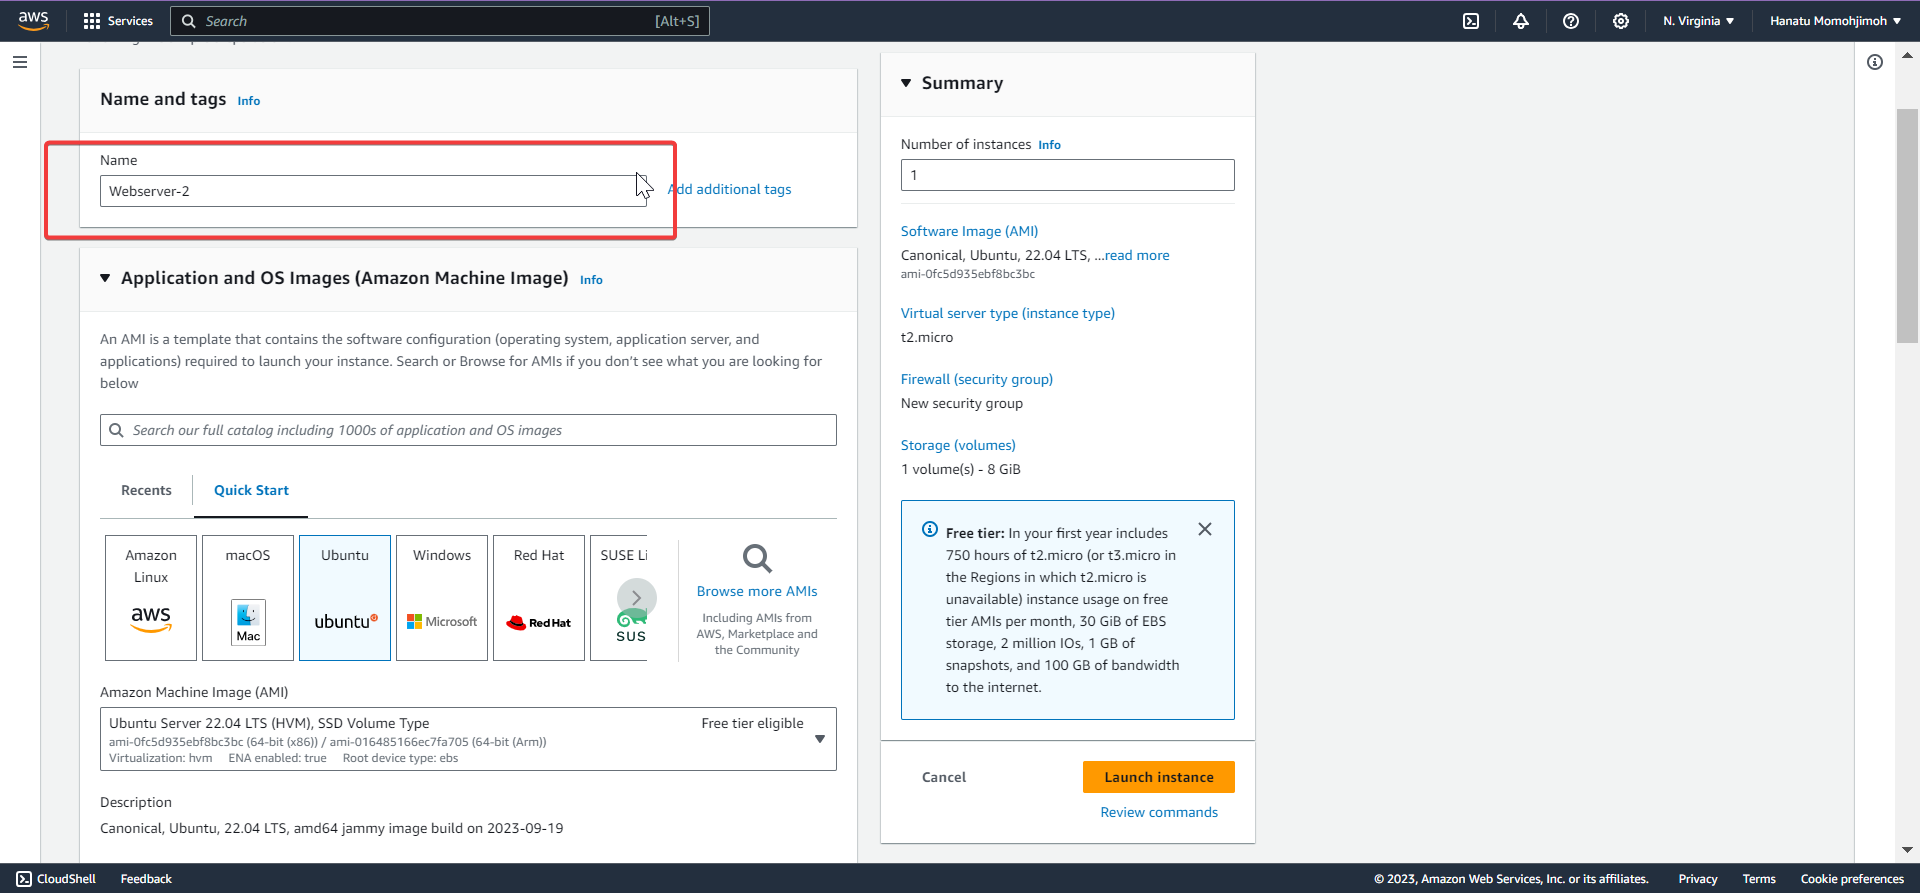 aws
Services
Search
[Alt+S]
N. Virginia
Hanatu Momohjimoh
Name and tags Info
Name
Webserver-2
Add additional tags
Application and OS Images (Amazon Machine Image) Info
An AMI is a template that contains the software configuration (operating system, application server, and
applications) required to launch your instance. Search or Browse for AMIs if you don’t see what you are looking for
below
Search our full catalog including 1000s of application and OS images
Recents
Quick Start
Amazon
Linux
aws
macOS
Mac
Ubuntu
ubuntu
Windows
Microsoft
Red Hat
Red Hat
SUSE Li
SUS
Browse more AMIs
Including AMIs from
AWS, Marketplace and
the Community
Amazon Machine Image (AMI)
Ubuntu Server 22.04 LTS (HVM), SSD Volume Type
Free tier eligible
ami-0fc5d935ebf8bc3bc (64-bit (x86)) / ami-016485166ec7fa705 (64-bit (Arm))
Virtualization: hvm ENA enabled: true Root device type: ebs
Description
Canonical, Ubuntu, 22.04 LTS, amd64 jammy image build on 2023-09-19
Summary
Number of instances Info
1
Software Image (AMI)
Canonical, Ubuntu, 22.04 LTS, ...read more
ami-0fc5d935ebf8bc3bc
Virtual server type (instance type)
t2.micro
Firewall (security group)
New security group
Storage (volumes)
1 volume(s) - 8 GiB
Free tier: In your first year includes
750 hours of t2.micro (or t3.micro in
the Regions in which t2.micro is
unavailable) instance usage on free
tier AMIs per month, 30 GiB of EBS
storage, 2 million IOs, 1 GB of
snapshots, and 100 GB of bandwidth
to the internet.
Cancel
Launch instance
Review commands
CloudShell
Feedback
© 2023, Amazon Web Services, Inc. or its affiliates.
Privacy
Terms
Cookie preferences